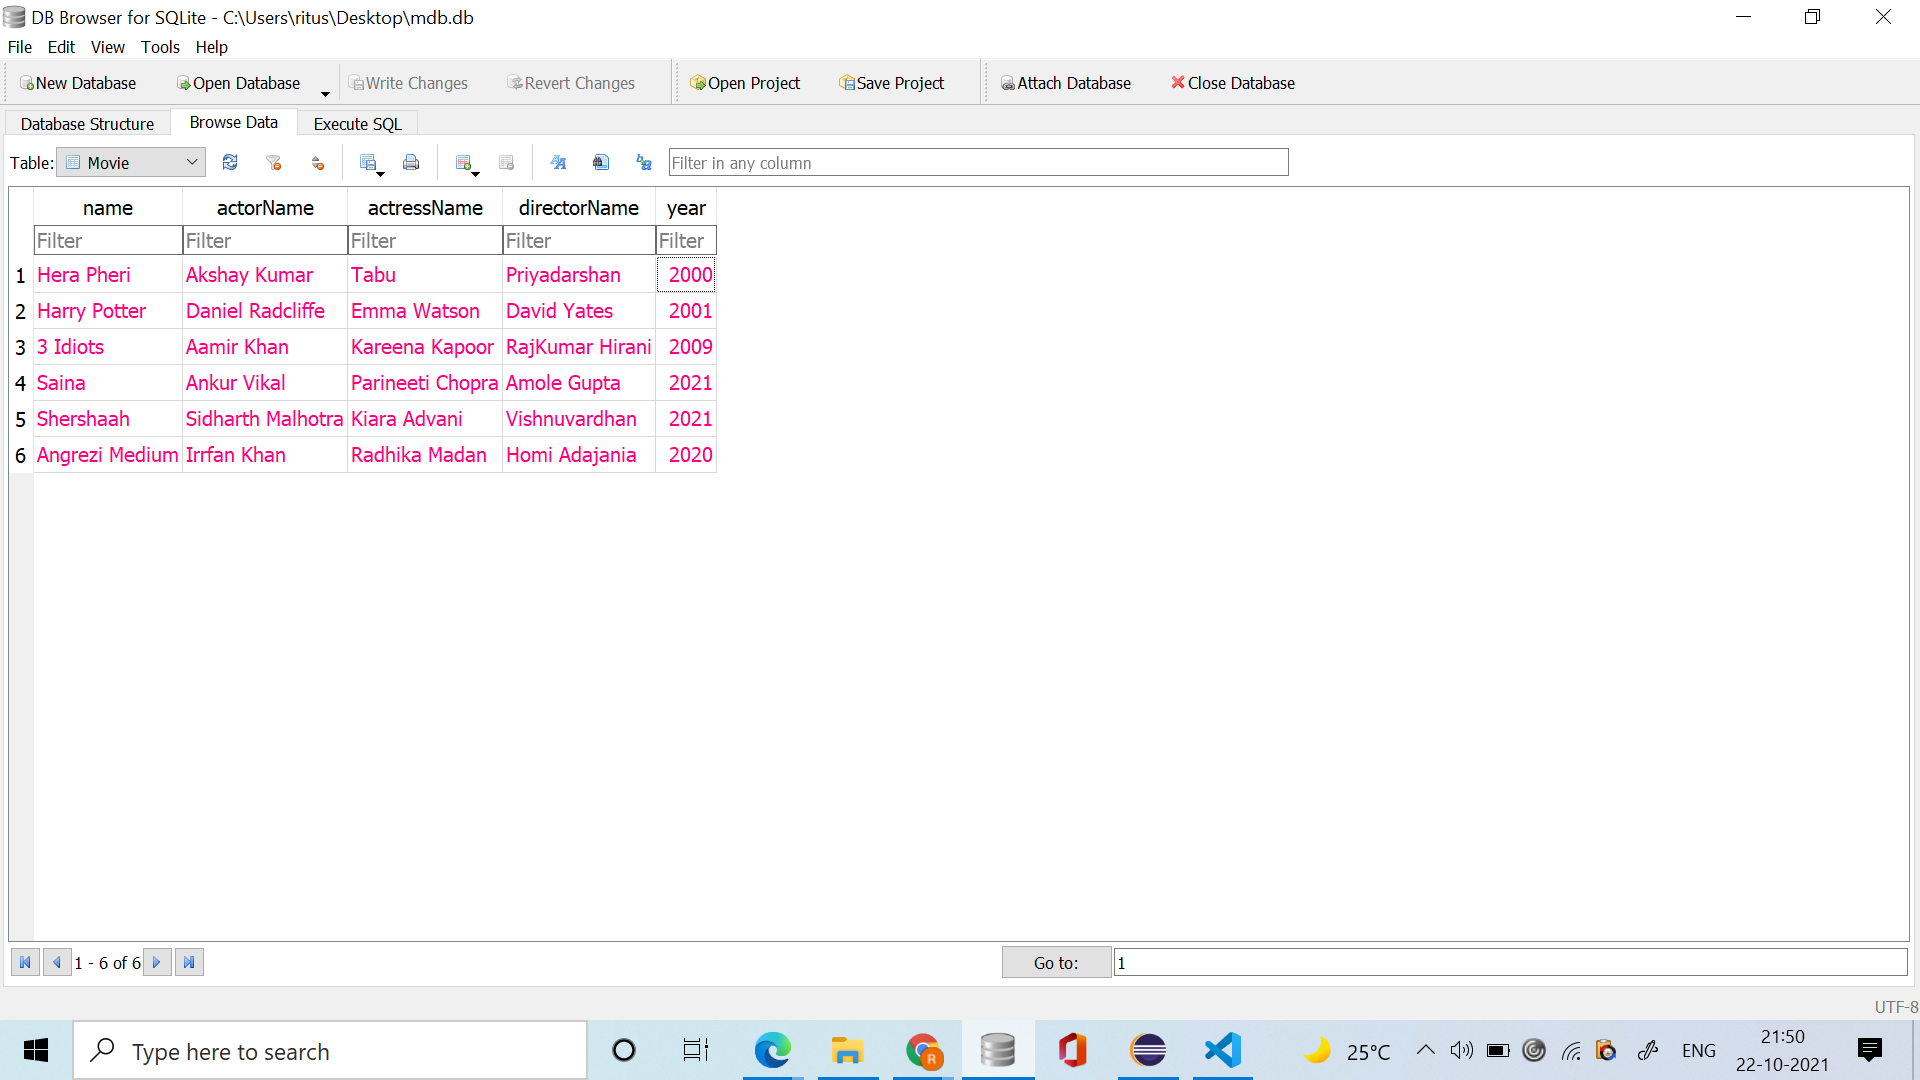 DB Browser for SQLite - C:\Users\ritus\Desktop\mdb.db
File Edit View Tools Help
New Database Open Database Write Changes Revert Changes Open Project Save Project Attach Database Close Database
Database Structure Browse Data Execute SQL
Table: Movie Filter in any column
name actorName actressName directorName year
Filter Filter Filter Filter Filter
1 Hera Pheri Akshay Kumar Tabu Priyadarshan 2000
2 Harry Potter Daniel Radcliffe Emma Watson David Yates 2001
3 3 Idiots Aamir Khan Kareena Kapoor RajKumar Hirani 2009
4 Saina Ankur Vikal Parineeti Chopra Amole Gupta 2021
5 Shershaah Sidharth Malhotra Kiara Advani Vishnuvardhan 2021
6 Angrezi Medium Irrfan Khan Radhika Madan Homi Adajania 2020
1 - 6 of 6 Go to: 1
UTF-8
Type here to search R 25°C ENG 21:50
22-10-2021